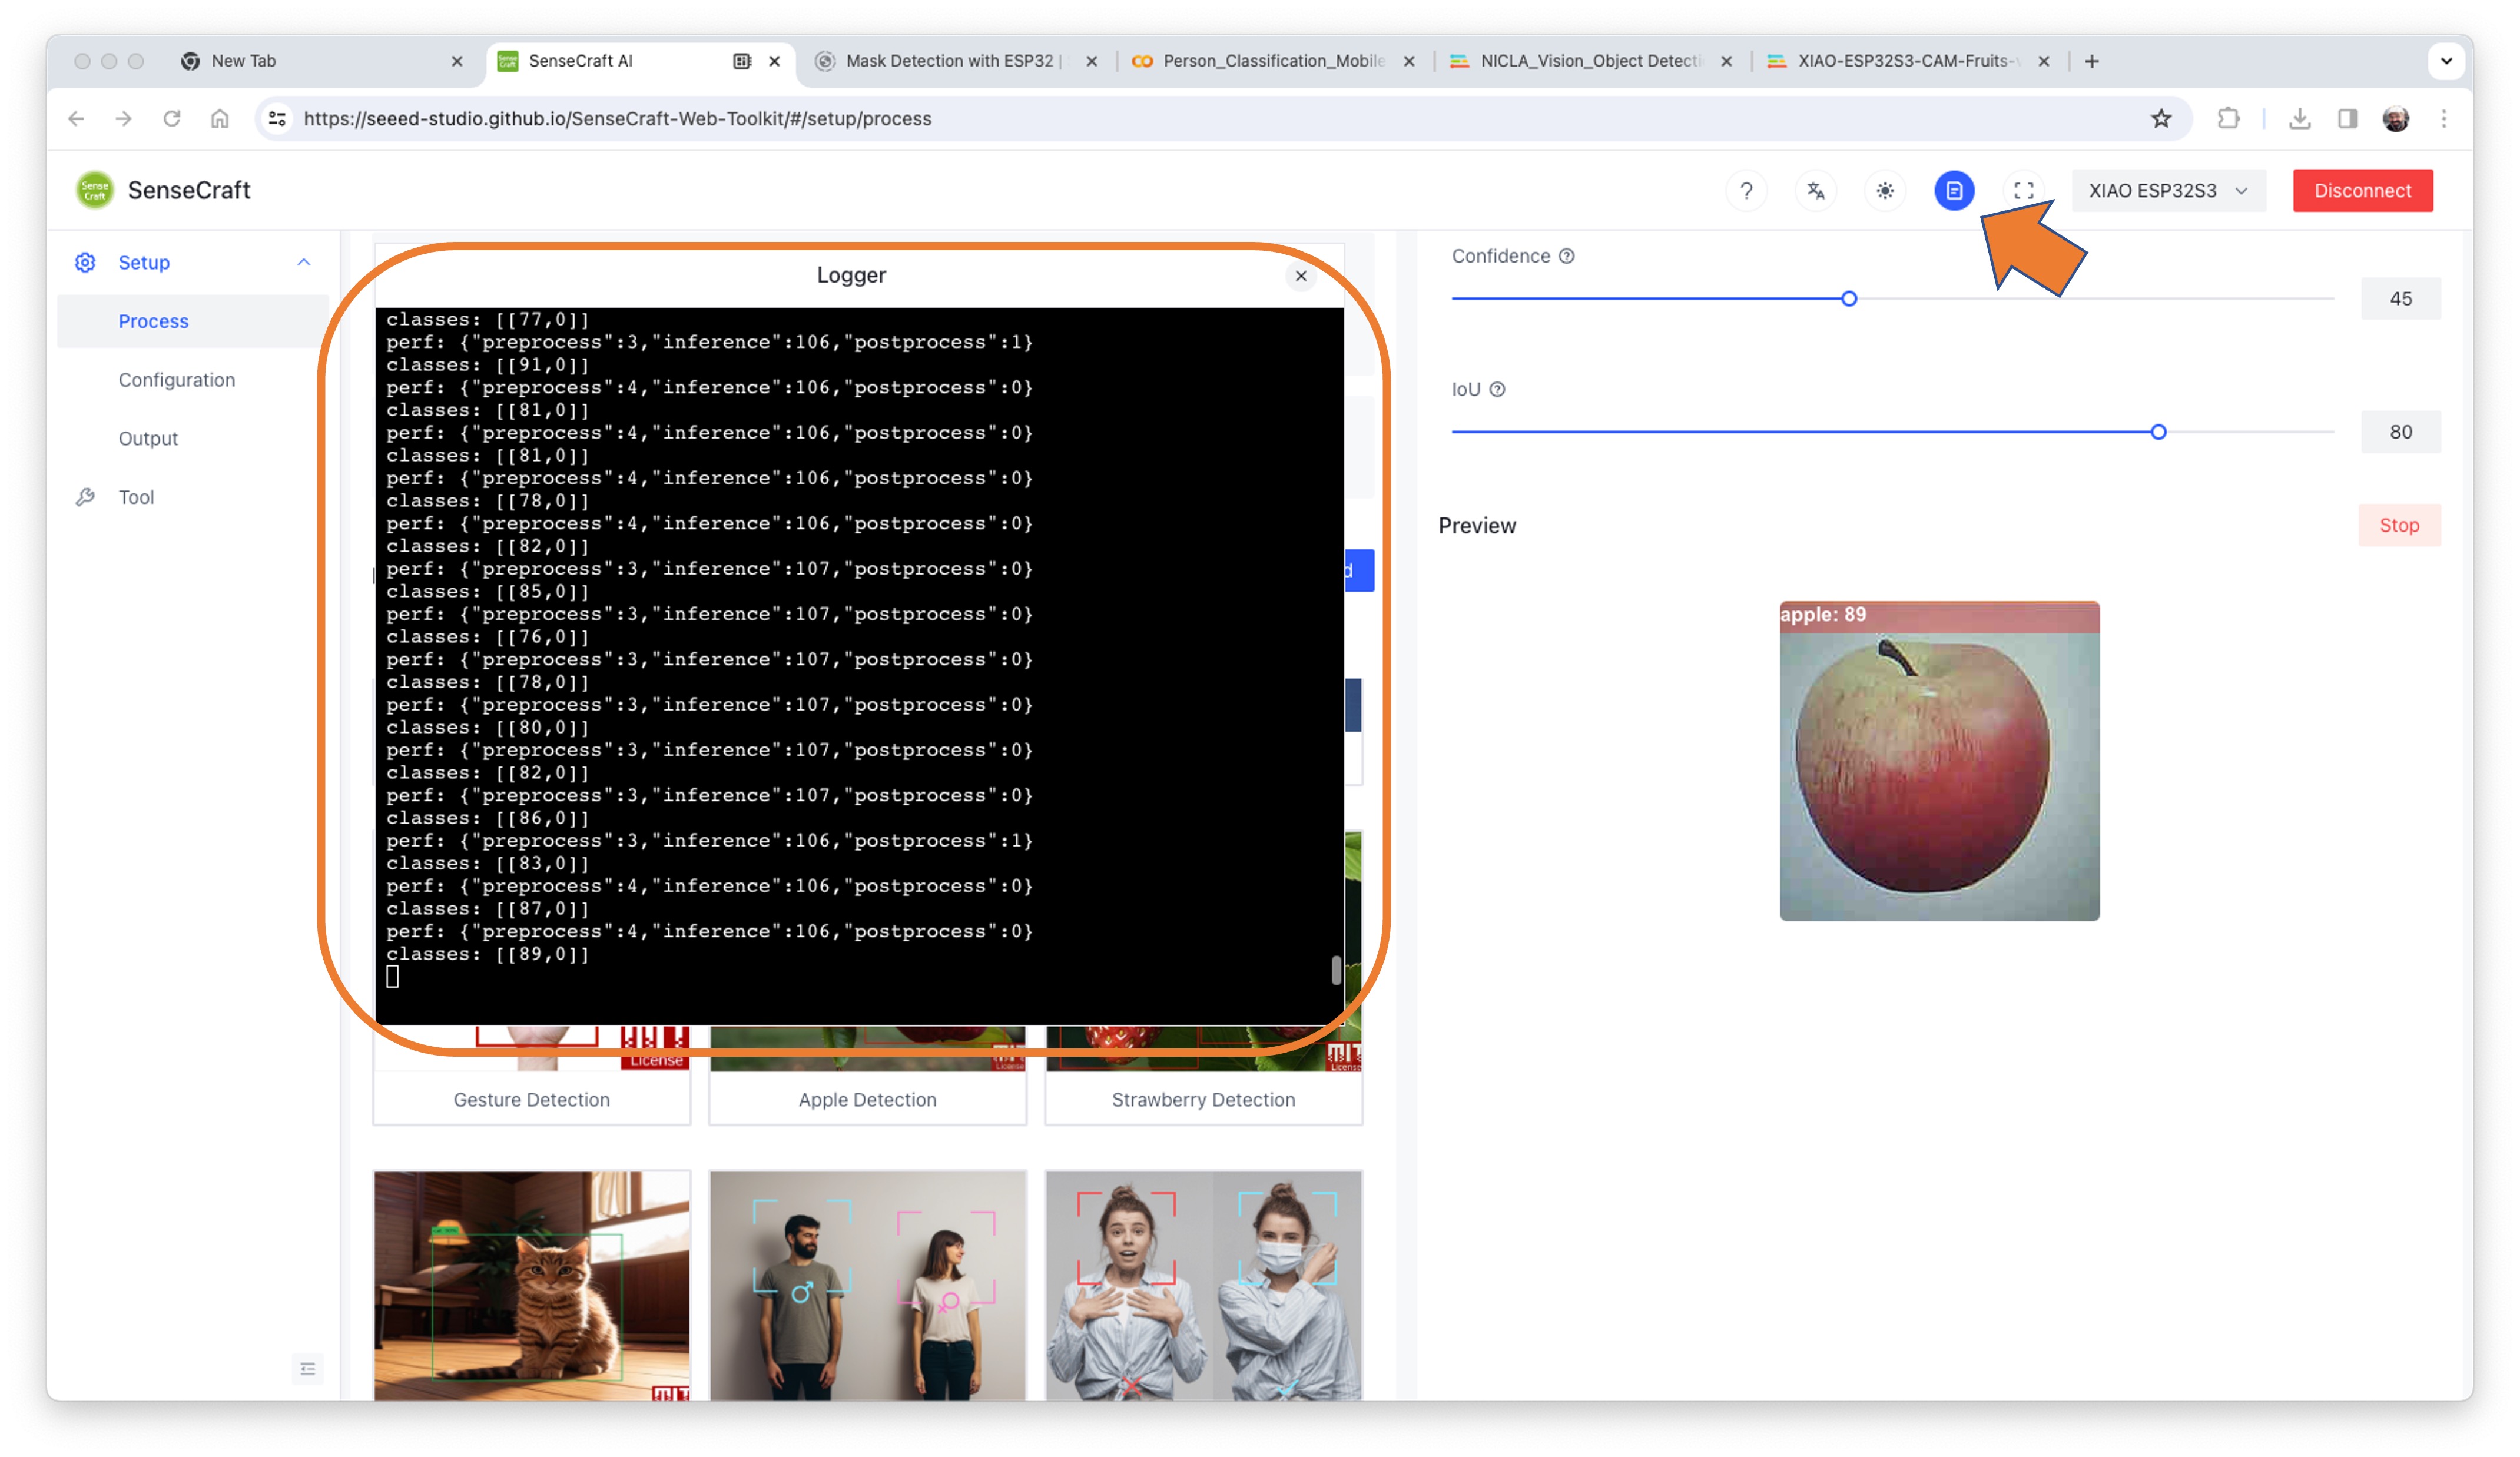 New Tab
SenseCraft AI
Mask Detection with ESP32 |
Person_Classification_Mobile
NICLA_Vision_Object Detecti
XIAO-ESP32S3-CAM-Fruits-
https://seeed-studio.github.io/SenseCraft-Web-Toolkit/#/setup/process
Sense
Craft
SenseCraft
XIAO ESP32S3
Disconnect
Setup
Process
Configuration
Output
Tool
Logger
classes: [[77,0]]
perf: {"preprocess":3,"inference":106,"postprocess":1}
classes: [[91,0]]
perf: {"preprocess":4,"inference":106,"postprocess":0}
classes: [[81,0]]
perf: {"preprocess":4,"inference":106,"postprocess":0}
classes: [[81,0]]
perf: {"preprocess":4,"inference":106,"postprocess":0}
classes: [[78,0]]
perf: {"preprocess":4,"inference":106,"postprocess":0}
classes: [[82,0]]
perf: {"preprocess":3,"inference":107,"postprocess":0}
classes: [[85,0]]
perf: {"preprocess":3,"inference":107,"postprocess":0}
classes: [[76,0]]
perf: {"preprocess":3,"inference":107,"postprocess":0}
classes: [[78,0]]
perf: {"preprocess":3,"inference":107,"postprocess":0}
classes: [[80,0]]
perf: {"preprocess":3,"inference":107,"postprocess":0}
classes: [[82,0]]
perf: {"preprocess":3,"inference":107,"postprocess":0}
classes: [[86,0]]
perf: {"preprocess":3,"inference":106,"postprocess":1}
classes: [[83,0]]
perf: {"preprocess":4,"inference":106,"postprocess":0}
classes: [[87,0]]
perf: {"preprocess":4,"inference":106,"postprocess":0}
classes: [[89,0]]
d
License
MIT
License
MIT
License
Gesture Detection
Apple Detection
Strawberry Detection
MIT
Confidence
45
IoU
80
Preview
Stop
apple: 89